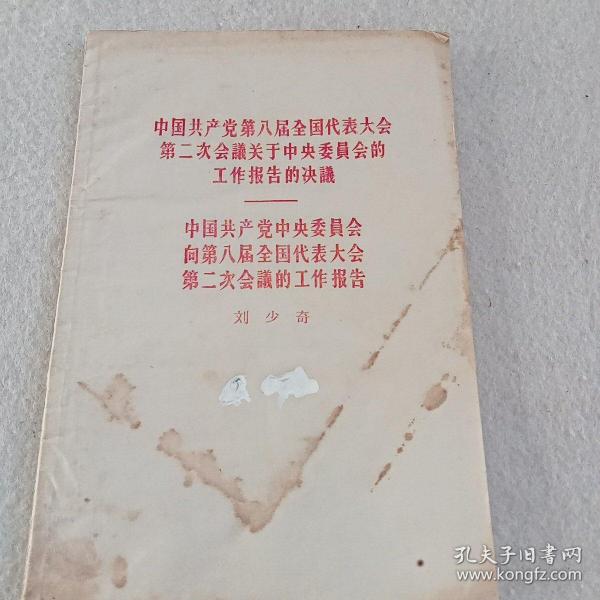 中国共产党第八届全国代表大会
第二次会議关于中央委員会的
工作报告的决議
中国共产党中央委員会
向第八届全国代表大会
第二次会議的工作报告
刘少奇
孔夫子旧书网
www.kongfz.com